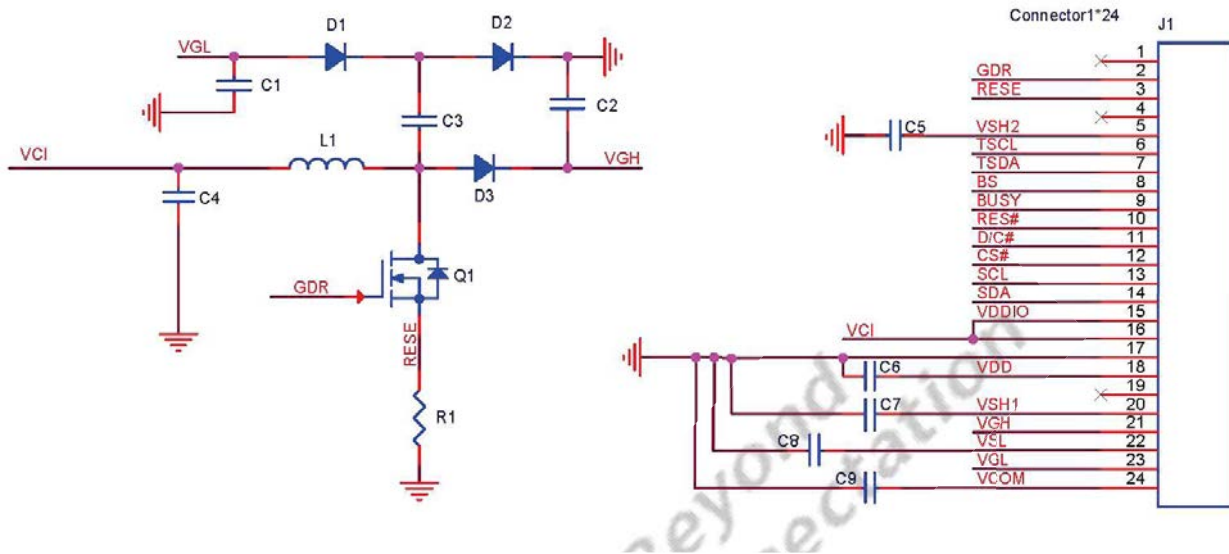 D1
D2
VGL
C1
C2
C3
VCI
L1
VGH
D3
C4
Q1
GDR
RESE
R1
Connector1*24
J1
1
GDR 2
RESE 3
4
C5 VSH2 5
TSCL 6
TSDA 7
BS 8
BUSY 9
RES# 10
D/C# 11
CS# 12
SCL 13
SDA 14
VDDIO 15
VCI 16
17
C6 VDD 18
19
C7 VSH1 20
VGH 21
C8 VSL 22
VGL 23
C9 VCOM 24
Beyond